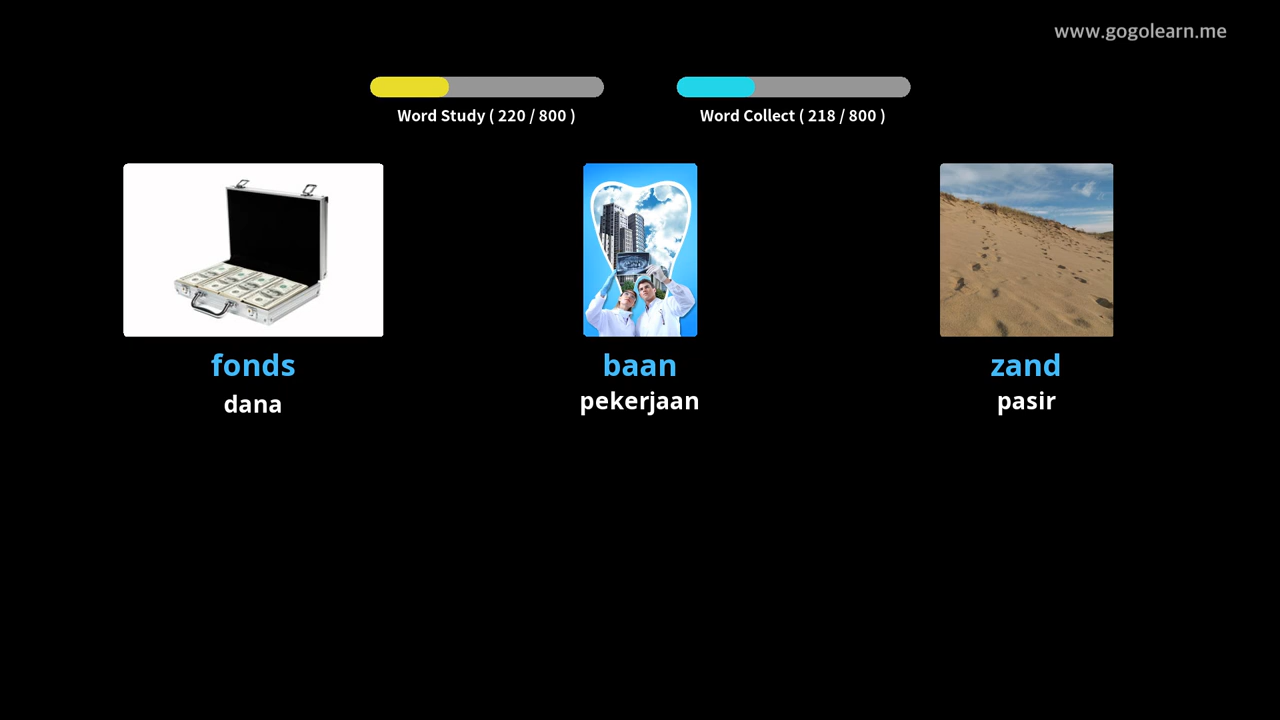 www.gogolearn.me
Word Study ( 220 / 800 )
Word Collect ( 218 / 800 )
fonds
dana
baan
pekerjaan
zand
pasir